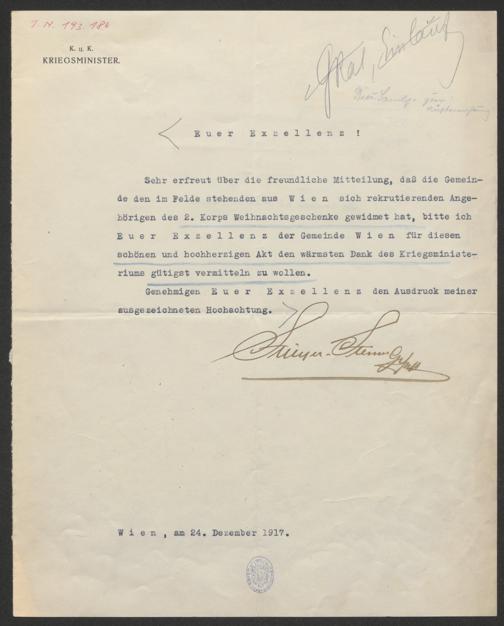 I.N. 193.186
K. u. K.
KRIEGSMINISTER.
Euer Exzellenz !
Sehr erfreut über die freundliche Mitteilung, daß die Gemein-
de den im Felde stehenden aus Wien sich rekrutierenden Ange-
hörigen des 2. Korps Weihnachtsgeschenke gewidmet hat, bitte ich
Euer Exzellenz der Gemeinde Wien für diesen
schönen und hochherzigen Akt den wärmsten Dank des Kriegsministe-
riums gütigst vermitteln zu wollen.
Genehmigen Euer Exzellenz den Ausdruck meiner
ausgezeichneten Hochachtung.
Wien, am 24. Dezember 1917.